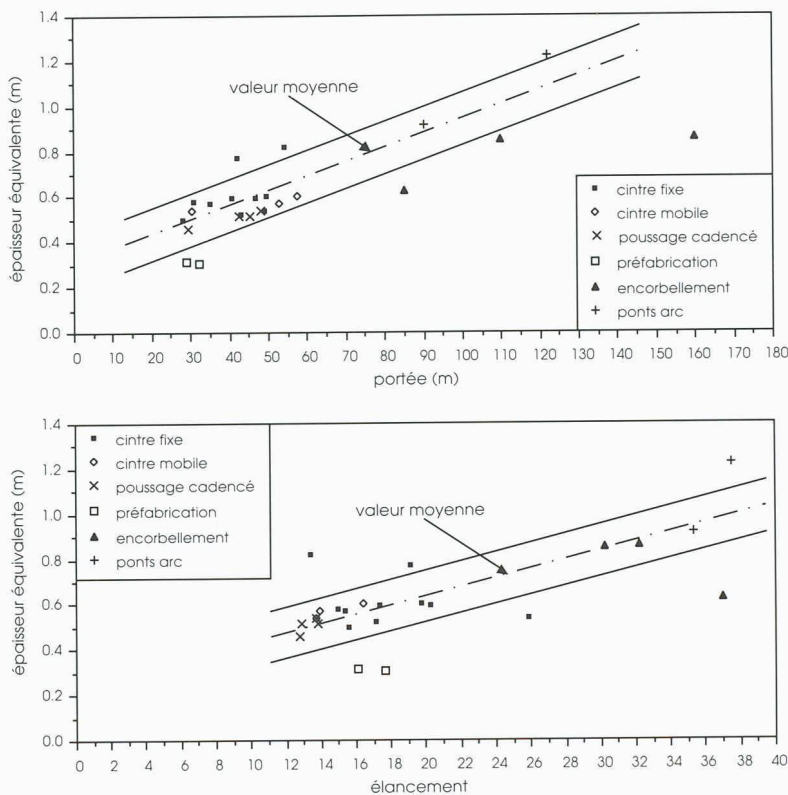 épaisseur équivalente (m)
1.4
1.2
1.0
0.8
0.6
0.4
0.2
0.0
valeur moyenne
cintre fixe
cintre mobile
poussage cadencé
préfabrication
encorbellement
ponts arc
0 10 20 30 40 50 60 70 80 90 100 110 120 130 140 150 160 170 180
portée (m)
épaisseur équivalente (m)
1.4
1.2
1.0
0.8
0.6
0.4
0.2
0.0
cintre fixe
cintre mobile
poussage cadencé
préfabrication
encorbellement
ponts arc
valeur moyenne
0 2 4 6 8 10 12 14 16 18 20 22 24 26 28 30 32 34 36 38 40
élancement